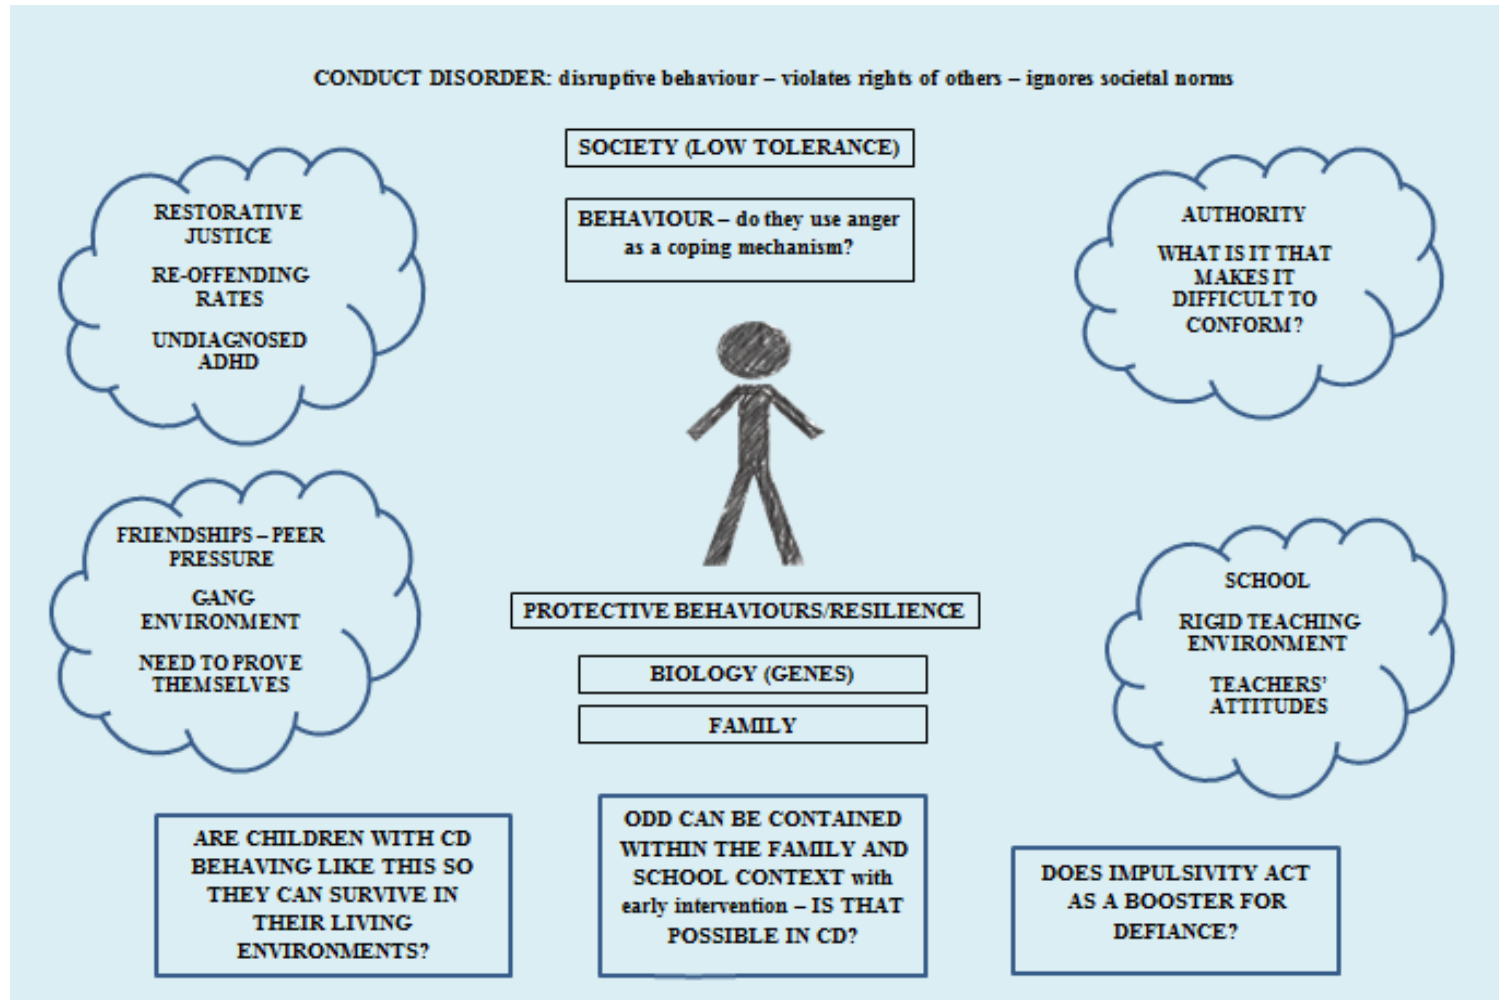 CONDUCT DISORDER: disruptive behaviour – violates rights of others – ignores societal norms
SOCIETY (LOW TOLERANCE)
BEHAVIOUR – do they use anger
as a coping mechanism?
RESTORATIVE
JUSTICE
RE-OFFENDING
RATES
UNDIAGNOSED
ADHD
AUTHORITY
WHAT IS IT THAT
MAKES IT
DIFFICULT TO
CONFORM?
FRIENDSHIPS – PEER
PRESSURE
GANG
ENVIRONMENT
NEED TO PROVE
THEMSELVES
SCHOOL
RIGID TEACHING
ENVIRONMENT
TEACHERS’
ATTITUDES
PROTECTIVE BEHAVIOURS/RESILIENCE
BIOLOGY (GENES)
FAMILY
ARE CHILDREN WITH CD
BEHAVING LIKE THIS SO
THEY CAN SURVIVE IN
THEIR LIVING
ENVIRONMENTS?
ODD CAN BE CONTAINED
WITHIN THE FAMILY AND
SCHOOL CONTEXT with
early intervention – IS THAT
POSSIBLE IN CD?
DOES IMPULSIVITY ACT
AS A BOOSTER FOR
DEFIANCE?